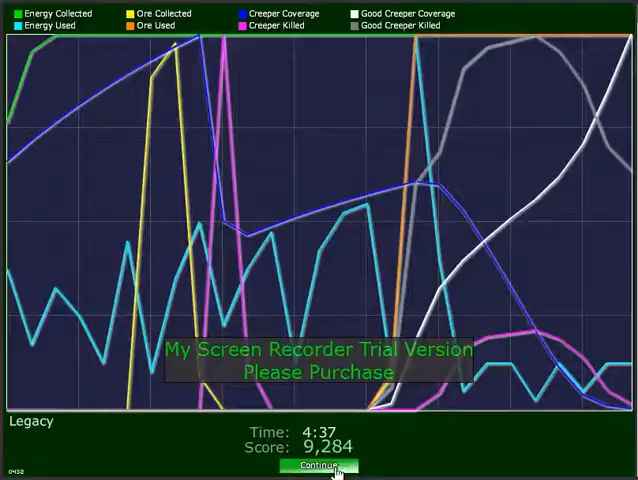 Energy Collected Ore Collected Creeper Coverage Good Creeper Coverage
Energy Used Ore Used Creeper Killed Good Creeper Killed
My Screen Recorder Trial Version
Please Purchase
Legacy
Time: 4:37
Score: 9,284
Continue
0432